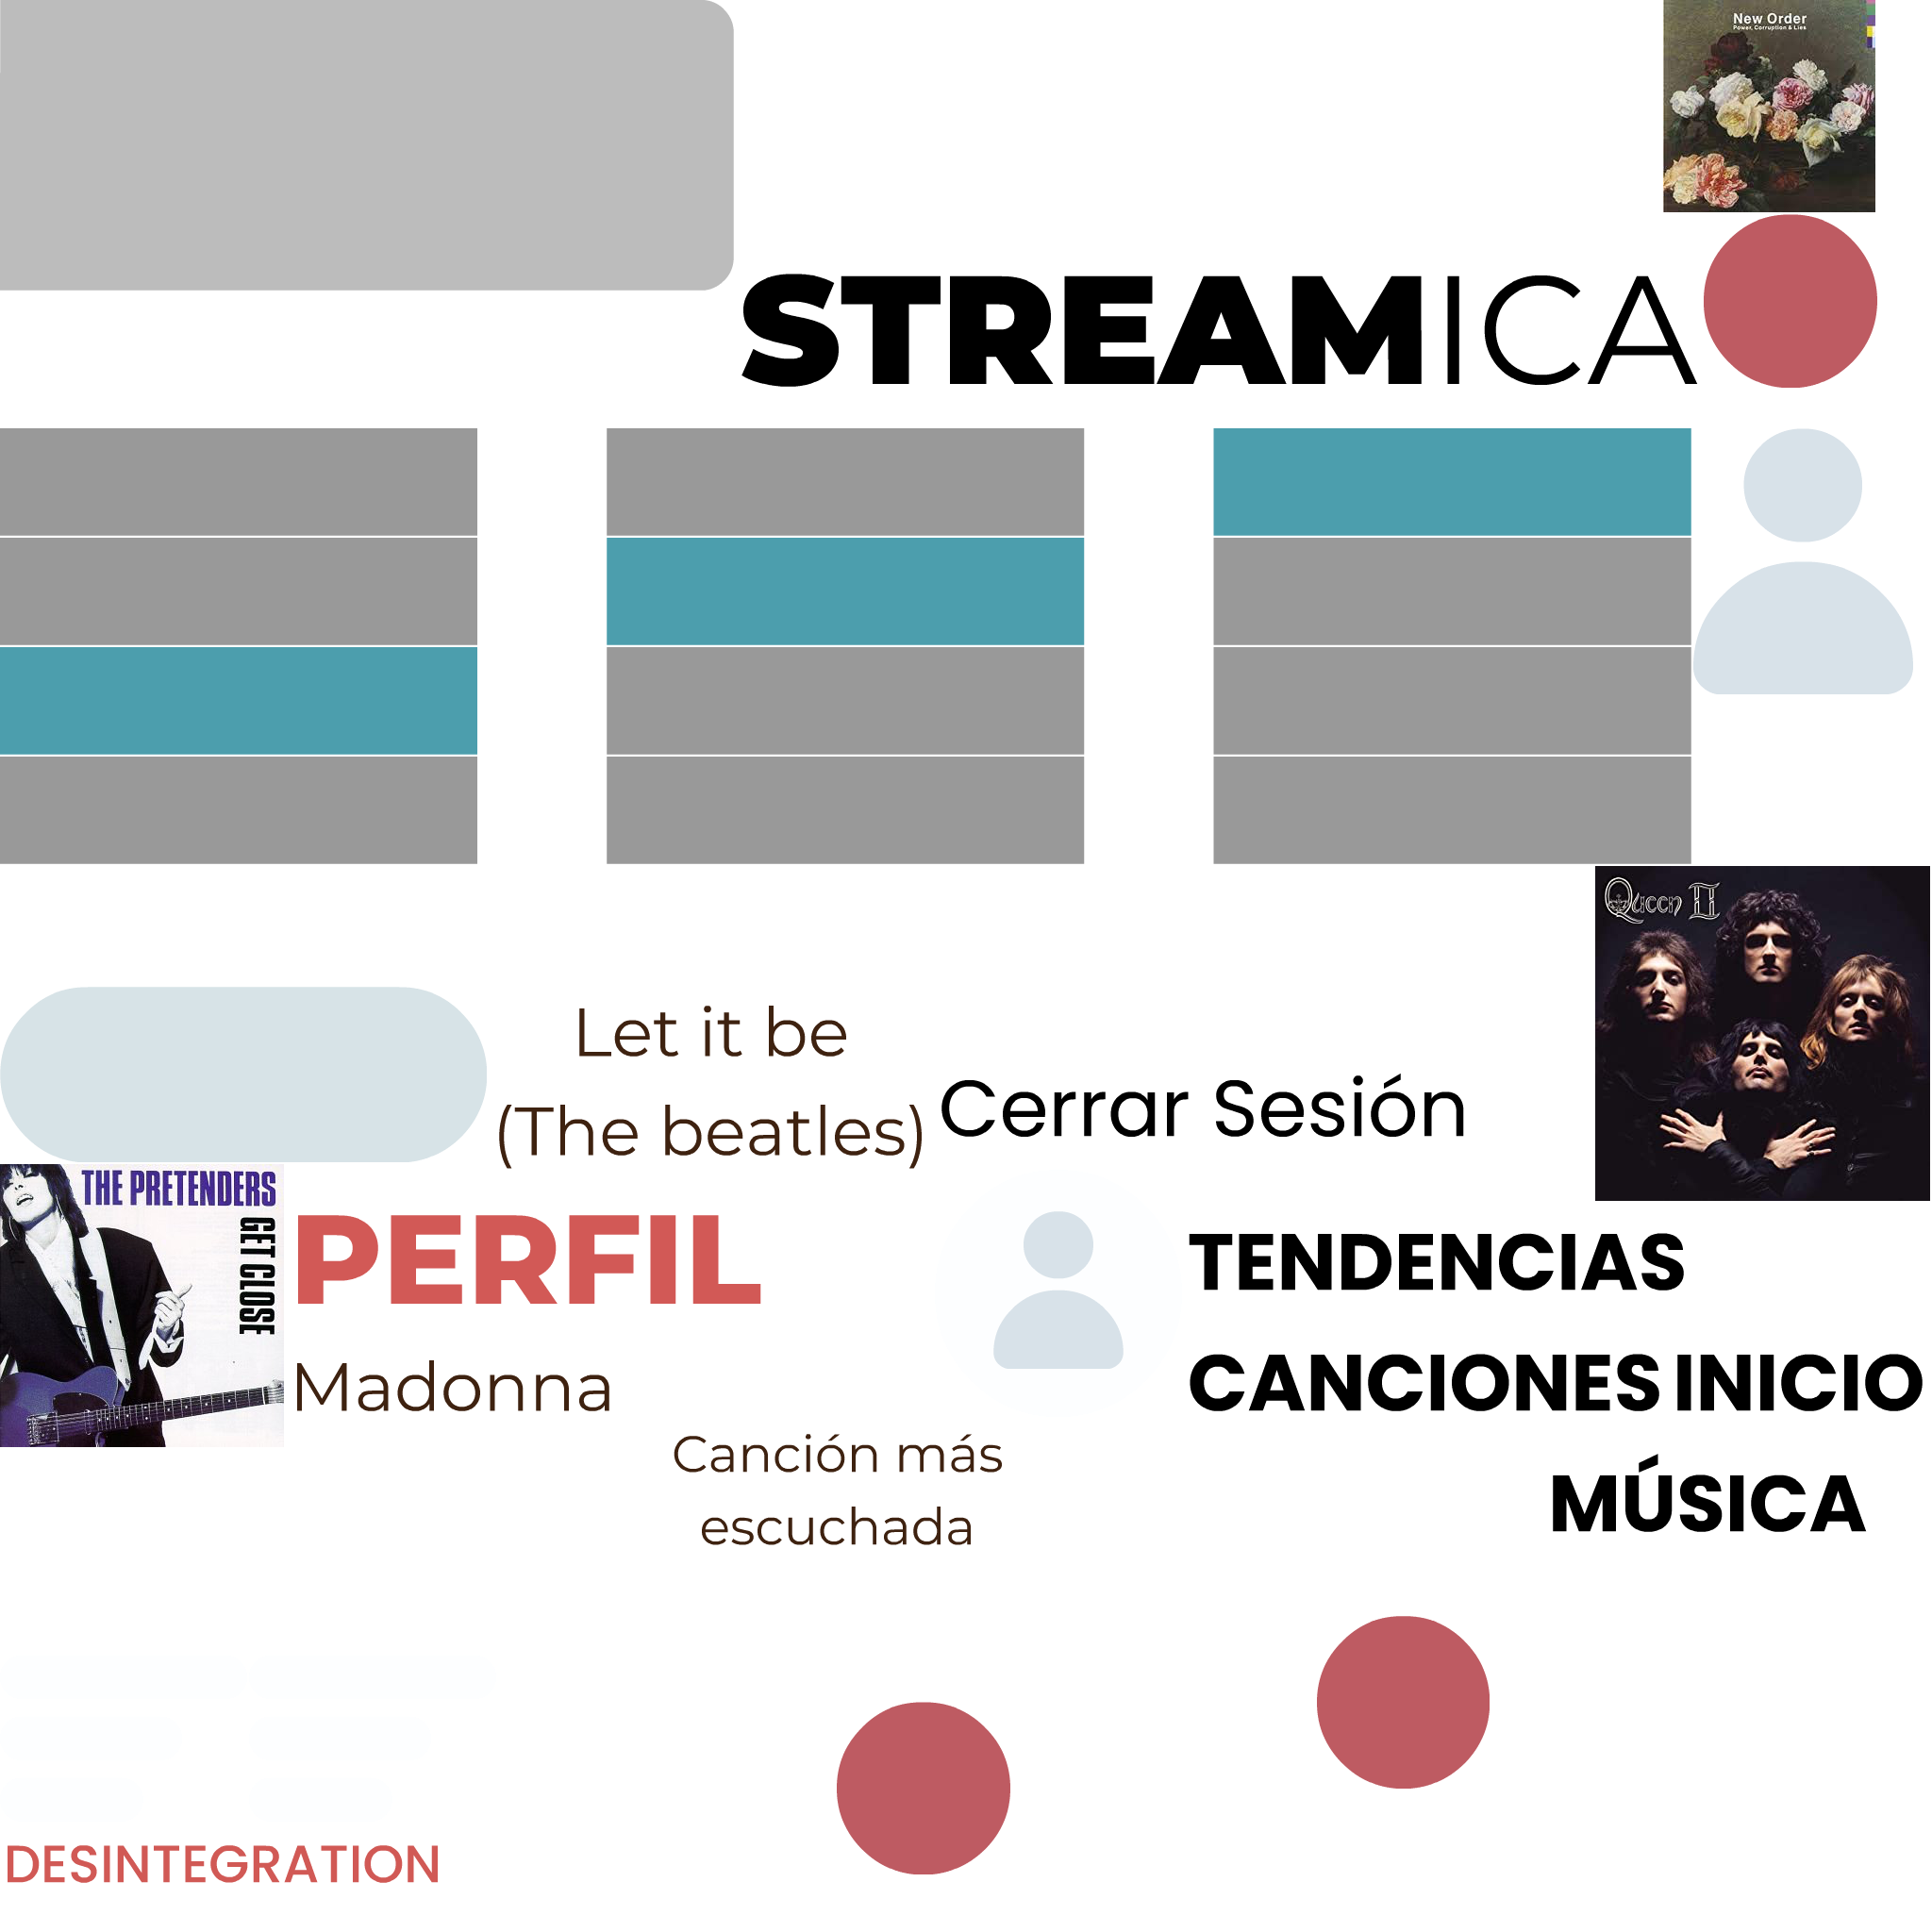 New Order
Power, Corruption & Lies
STREAMICA
Queen II
Let it be
(The beatles)
Cerrar Sesión
THE PRETENDERS
GET CLOSE
PERFIL
TENDENCIAS
Madonna
CANCIONES
INICIO
Canción más
escuchada
MÚSICA
DESINTEGRATION